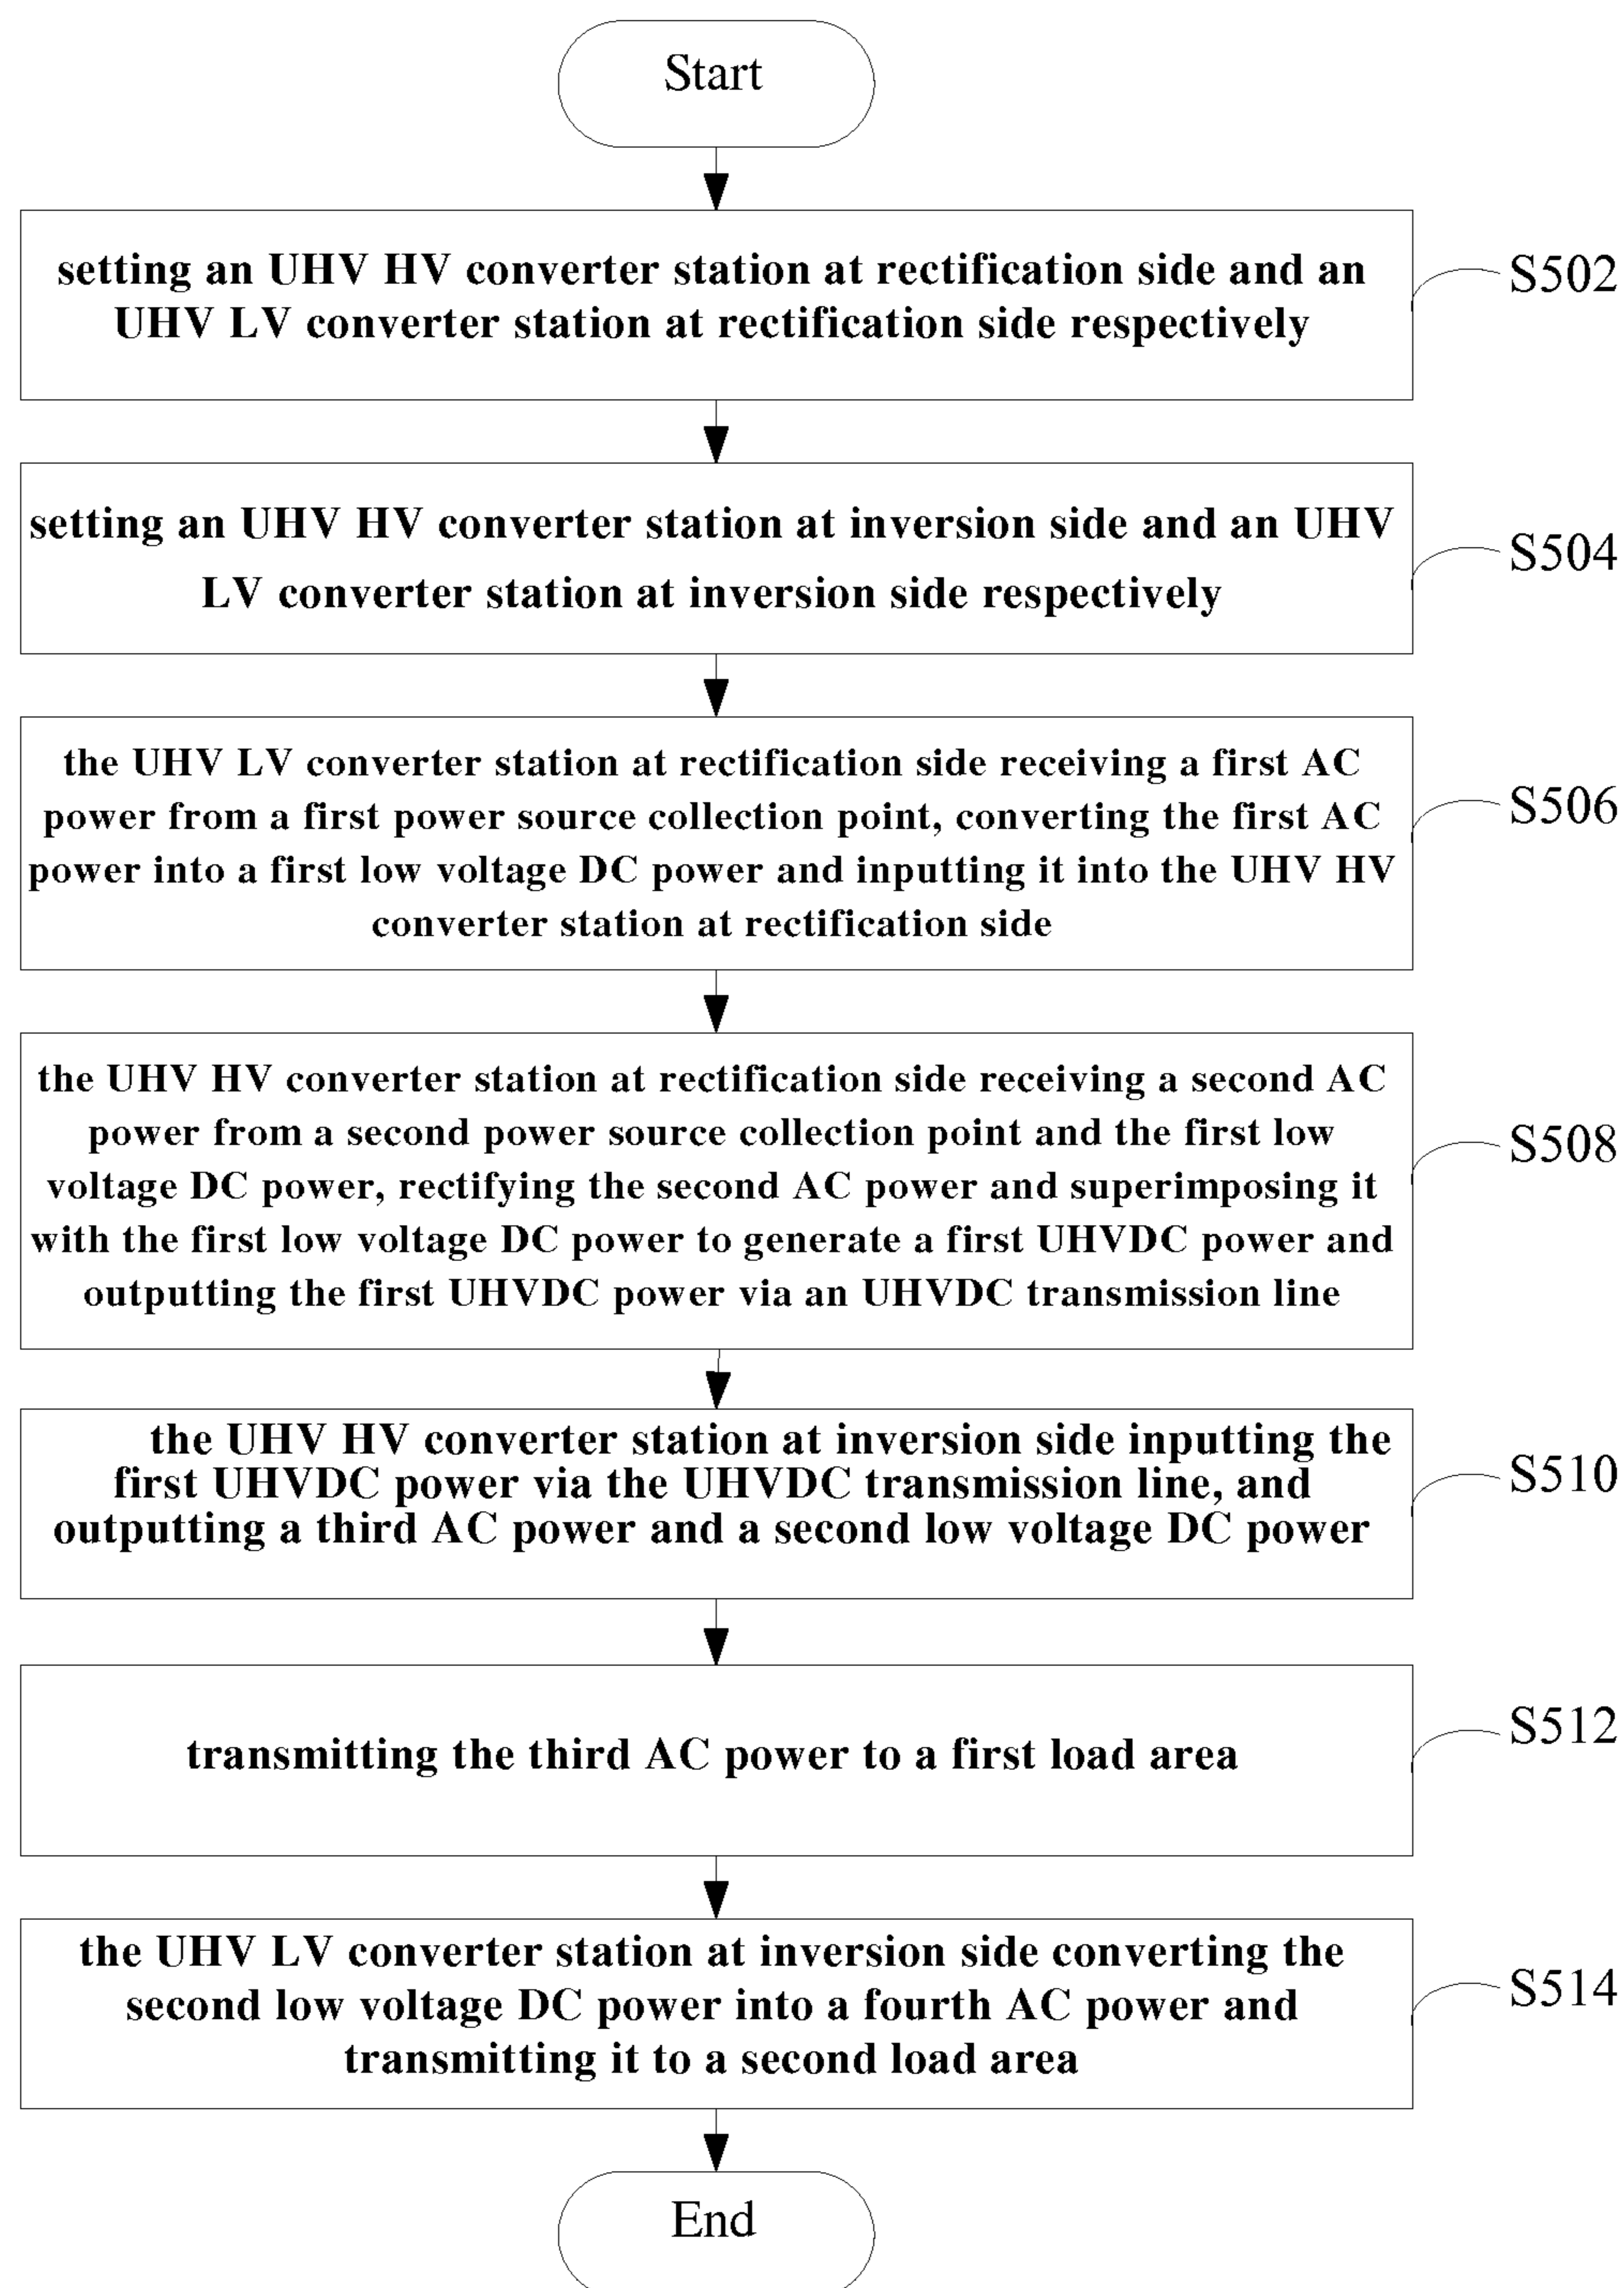 Start
setting an UHV HV converter station at rectification side and an
UHV LV converter station at rectification side respectively
S502
setting an UHV HV converter station at inversion side and an UHV
LV converter station at inversion side respectively
S504
the UHV LV converter station at rectification side receiving a first AC
power from a first power source collection point, converting the first AC
power into a first low voltage DC power and inputting it into the UHV HV
converter station at rectification side
S506
the UHV HV converter station at rectification side receiving a second AC
power from a second power source collection point and the first low
voltage DC power, rectifying the second AC power and superimposing it
with the first low voltage DC power to generate a first UHVDC power and
outputting the first UHVDC power via an UHVDC transmission line
S508
the UHV HV converter station at inversion side inputting the
first UHVDC power via the UHVDC transmission line, and
outputting a third AC power and a second low voltage DC power
S510
transmitting the third AC power to a first load area
S512
the UHV LV converter station at inversion side converting the
second low voltage DC power into a fourth AC power and
transmitting it to a second load area
S514
End